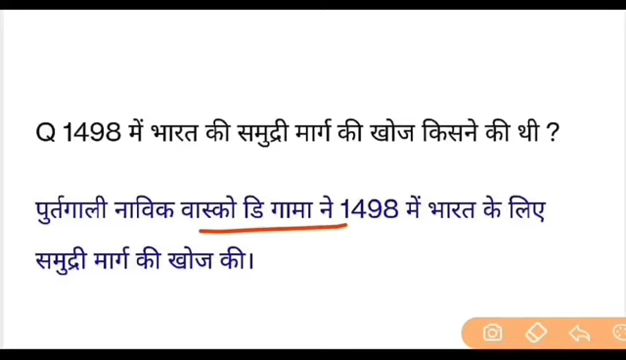 Q 1498 में भारत की समुद्री मार्ग की खोज किसने की थी ?
पुर्तगाली नाविक वास्को डि गामा ने 1498 में भारत के लिए
समुद्री मार्ग की खोज की।